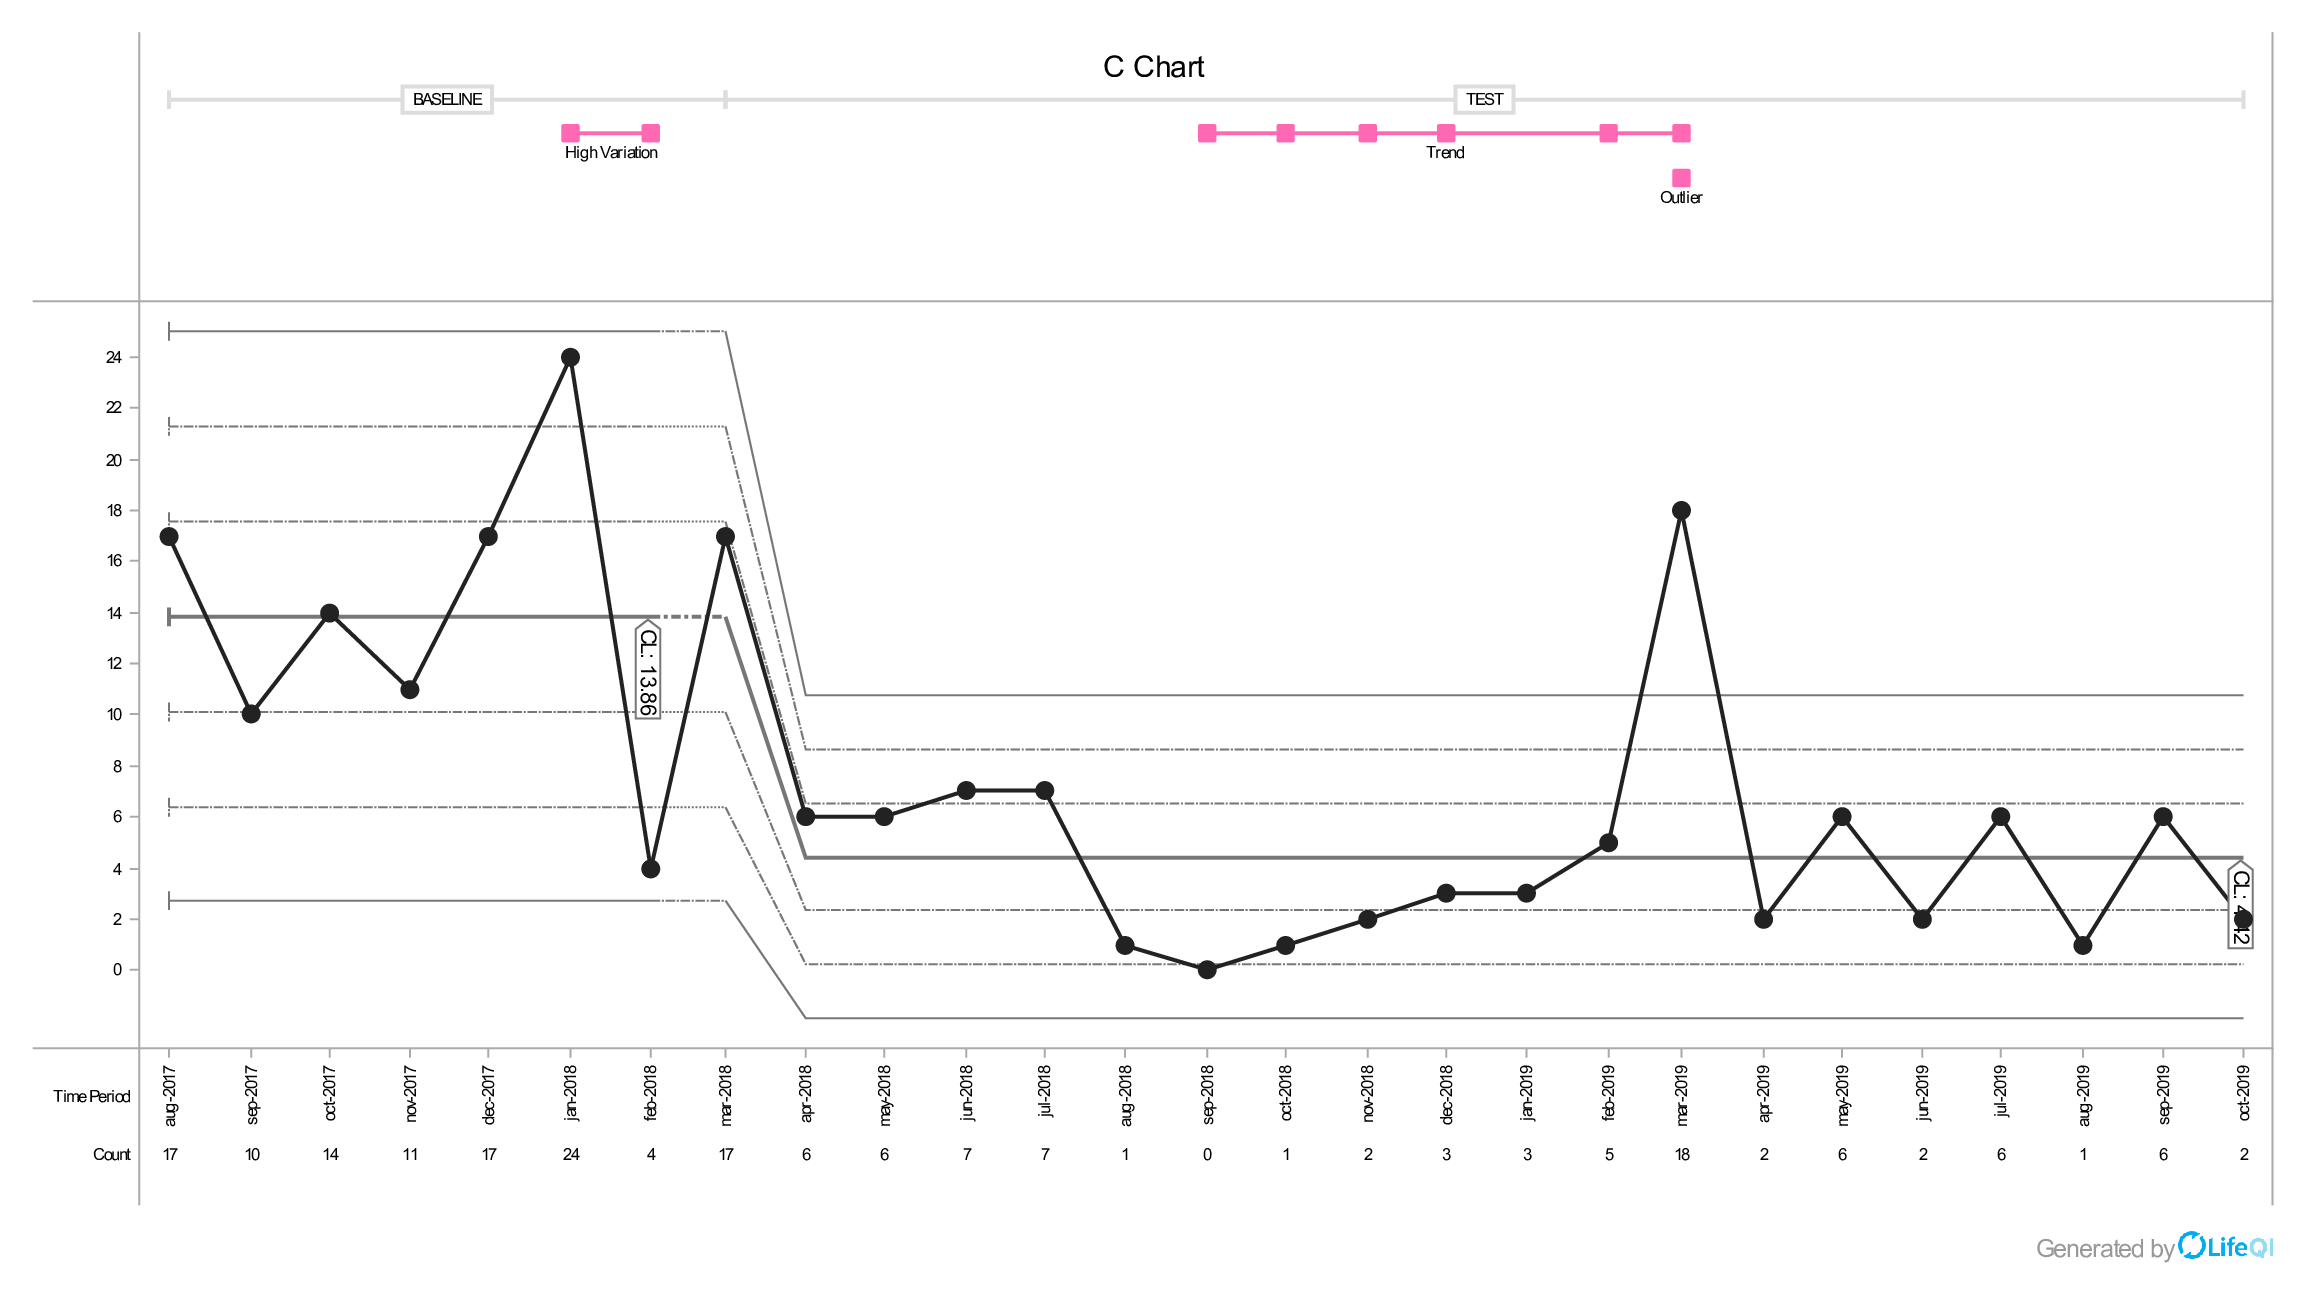 C Chart
BASELINE TEST
High Variation Trend
Outlier
24
22
20
18
16
14
12
10
8
6
4
2
0
CL: 13.86
CL: 4.42
Time Period aug-2017 sep-2017 oct-2017 nov-2017 dec-2017 jan-2018 feb-2018 mar-2018 apr-2018 may-2018 jun-2018 jul-2018 aug-2018 sep-2018 oct-2018 nov-2018 dec-2018 jan-2019 feb-2019 mar-2019 apr-2019 may-2019 jun-2019 jul-2019 aug-2019 sep-2019 oct-2019
Count 17 10 14 11 17 24 4 17 6 6 7 7 1 0 1 2 3 3 5 18 2 6 2 6 1 6 2
Generated by LifeQI